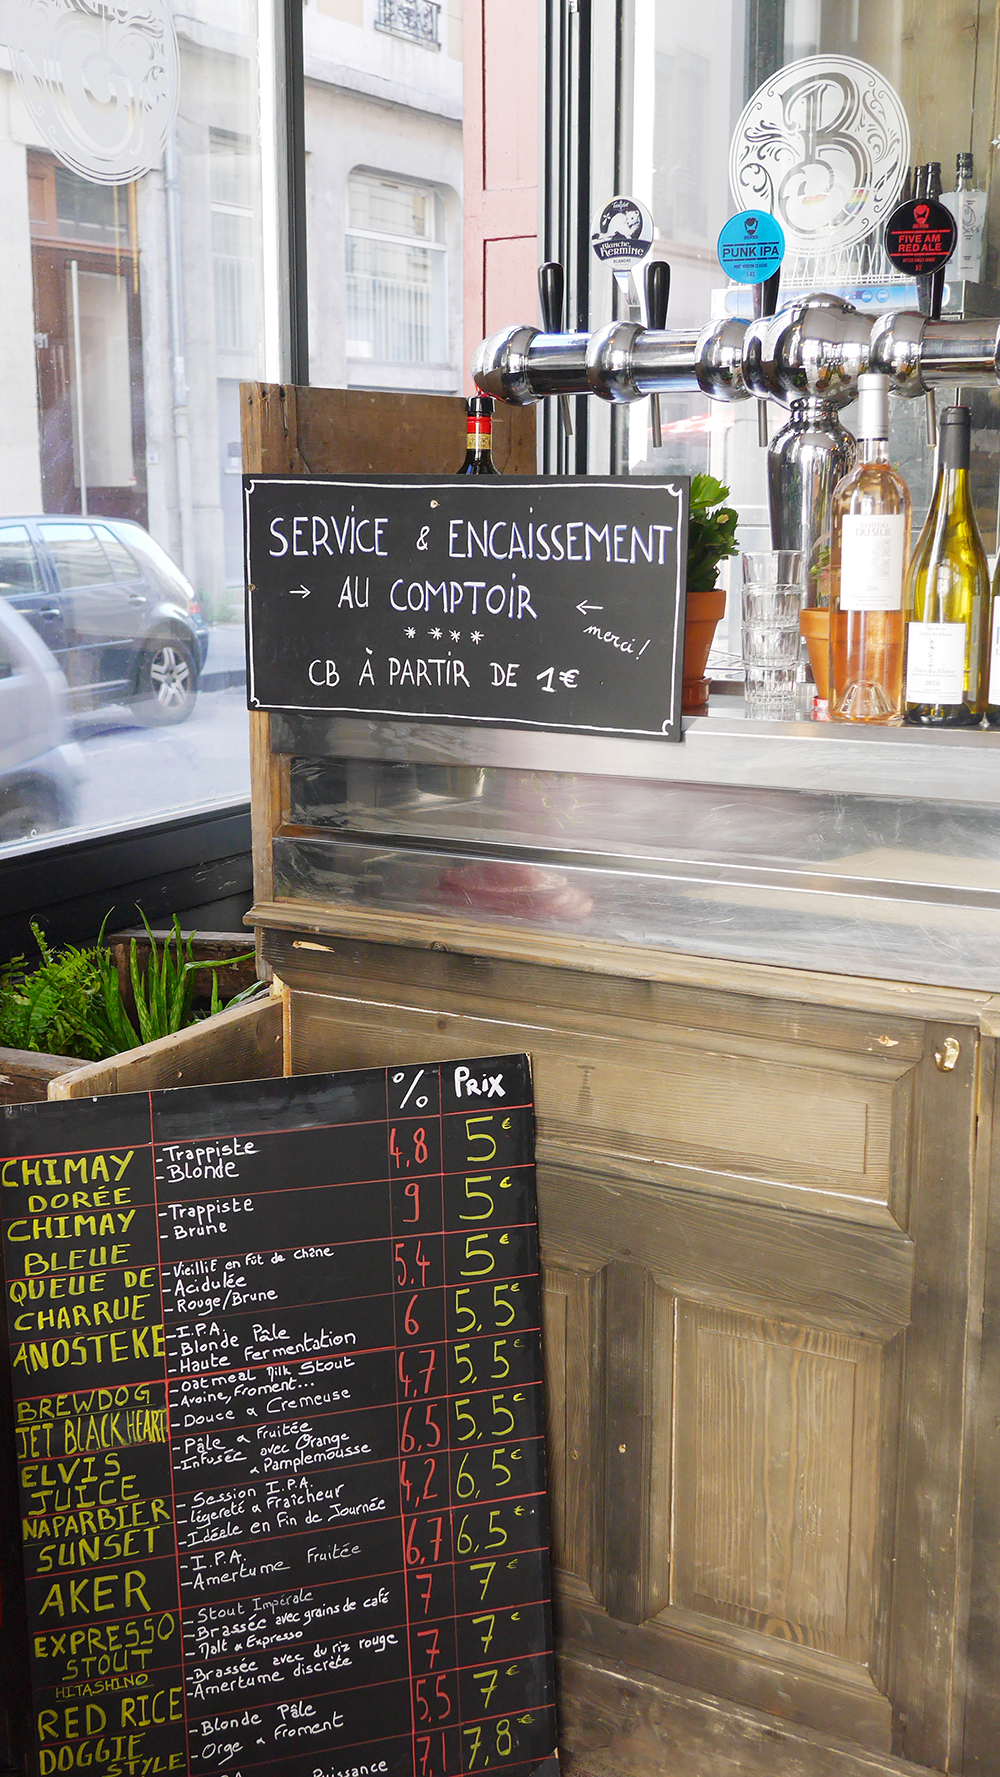 B
Blanche
Hermine
BLANCHE
PUNK IPA
FIVE AM
RED ALE
SERVICE & ENCAISSEMENT
→ AU COMPTOIR ←
**** merci!
CB À PARTIR DE 1€
CHATEAU
DU SEUIL
2016
% PRIX
CHIMAY DORÉE
-Trappiste
-Blonde
4,8 5€
CHIMAY BLEUE
-Trappiste
-Brune
9 5€
QUEUE DE CHARRUE
-Vieillie en fût de chêne
-Acidulée
-Rouge/Brune
5.4 5€
ANOSTEKE
-I.P.A.
-Blonde Pâle
-Haute Fermentation
6 5,5€
BREWDOG
JET BLACK HEART
-Oatmeal Milk Stout
-Avoine, Froment...
-Douce & Cremeuse
4,7 5,5€
ELVIS JUICE
-Pâle & Fruitée
-Infusée avec Orange
& Pamplemousse
6,5 5,5€
NAPARBIER
SUNSET
-Session I.P.A.
-Légereté & Fraîcheur
-Idéale en Fin de Journée
4,2 6,5€
AKER
-I.P.A.
-Amertume Fruitée
6,7 6,5€
EXPRESSO
STOUT
-Stout Impérale
-Brassée avec grains de café
-Malt & Expresso
7 7€
HITASHINO
RED RICE
-Brassée avec du riz rouge
-Amertume discrète
7 7€
DOGGIE
STYLE
-Blonde Pâle
-Orge & Froment
5,5 7€
Puissance
7,1 7,8€